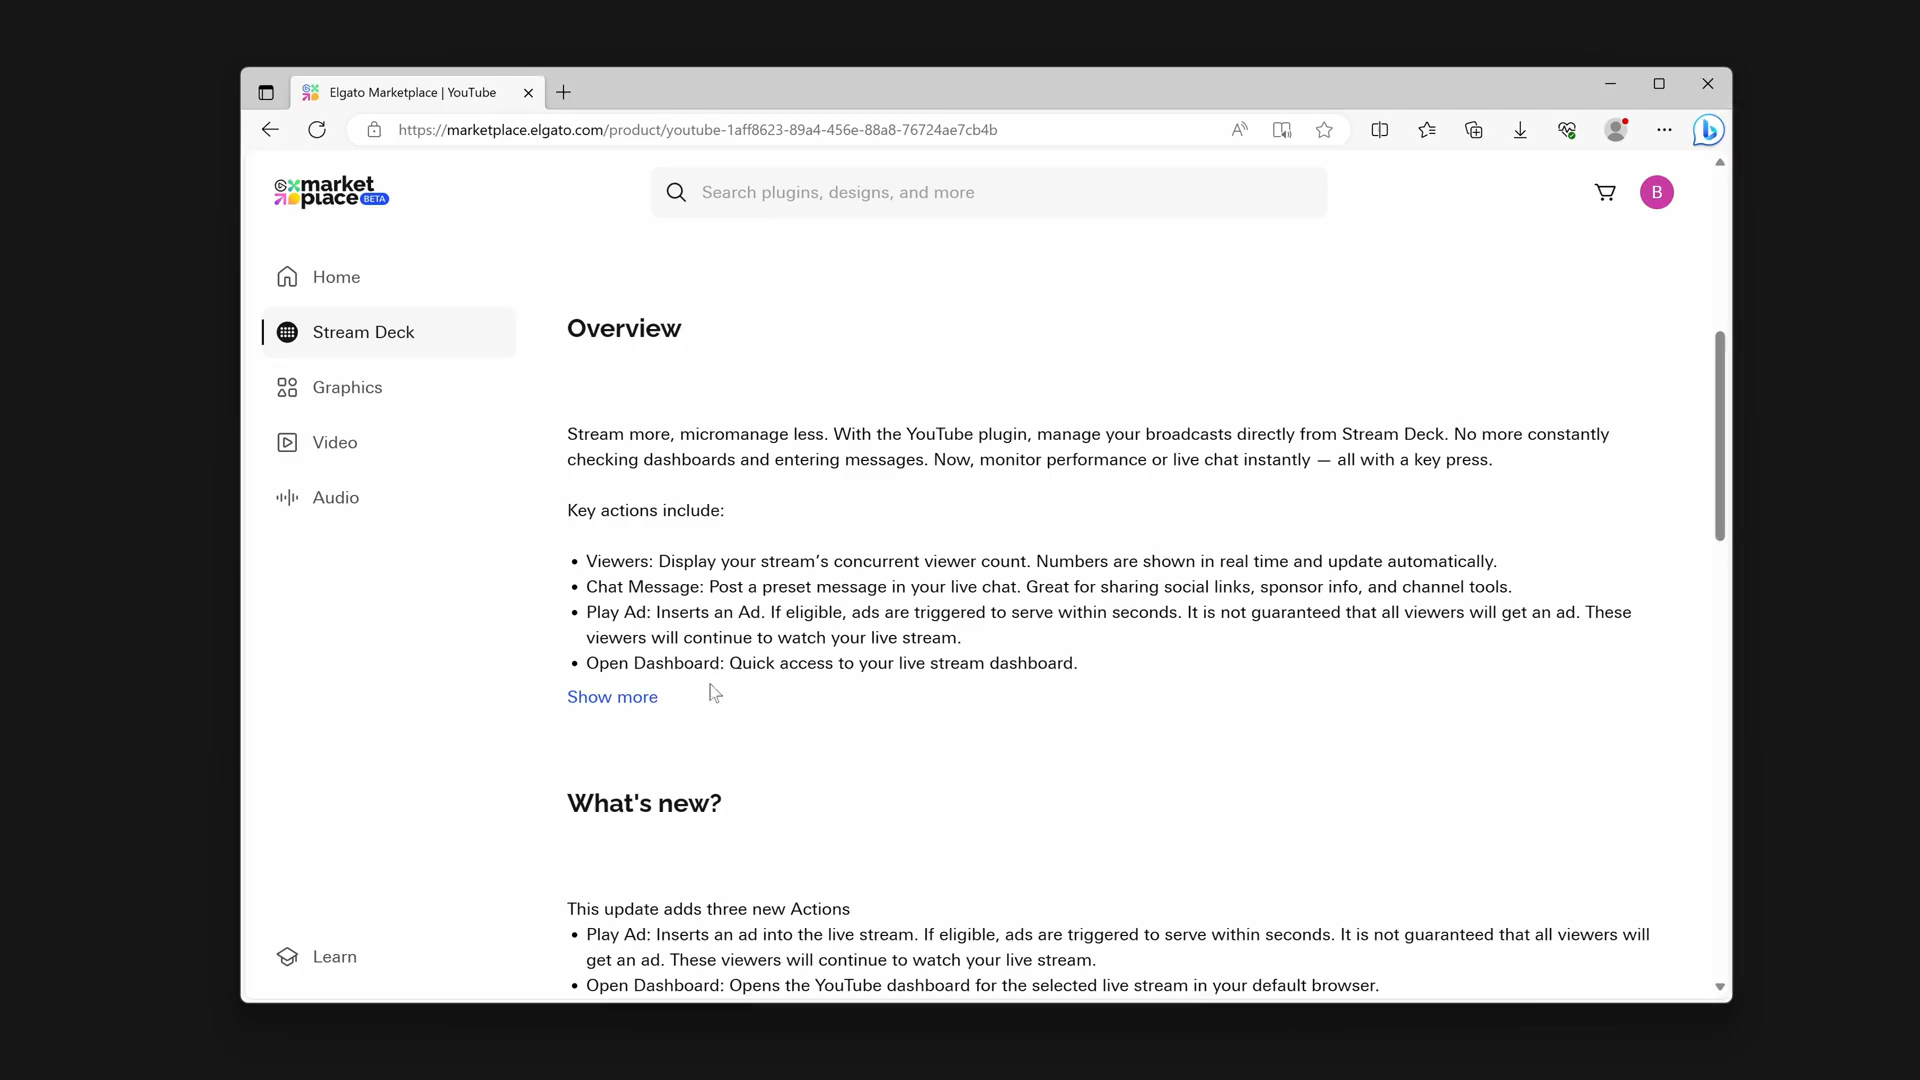 Elgato Marketplace | YouTube
https://marketplace.elgato.com/product/youtube-1aff8623-89a4-456e-88a8-76724ae7cb4b
market
place BETA
Search plugins, designs, and more
B
Home
Stream Deck
Graphics
Video
Audio
Learn
Overview
Stream more, micromanage less. With the YouTube plugin, manage your broadcasts directly from Stream Deck. No more constantly
checking dashboards and entering messages. Now, monitor performance or live chat instantly — all with a key press.
Key actions include:
• Viewers: Display your stream’s concurrent viewer count. Numbers are shown in real time and update automatically.
• Chat Message: Post a preset message in your live chat. Great for sharing social links, sponsor info, and channel tools.
• Play Ad: Inserts an Ad. If eligible, ads are triggered to serve within seconds. It is not guaranteed that all viewers will get an ad. These
viewers will continue to watch your live stream.
• Open Dashboard: Quick access to your live stream dashboard.
Show more
What's new?
This update adds three new Actions
• Play Ad: Inserts an ad into the live stream. If eligible, ads are triggered to serve within seconds. It is not guaranteed that all viewers will
get an ad. These viewers will continue to watch your live stream.
• Open Dashboard: Opens the YouTube dashboard for the selected live stream in your default browser.